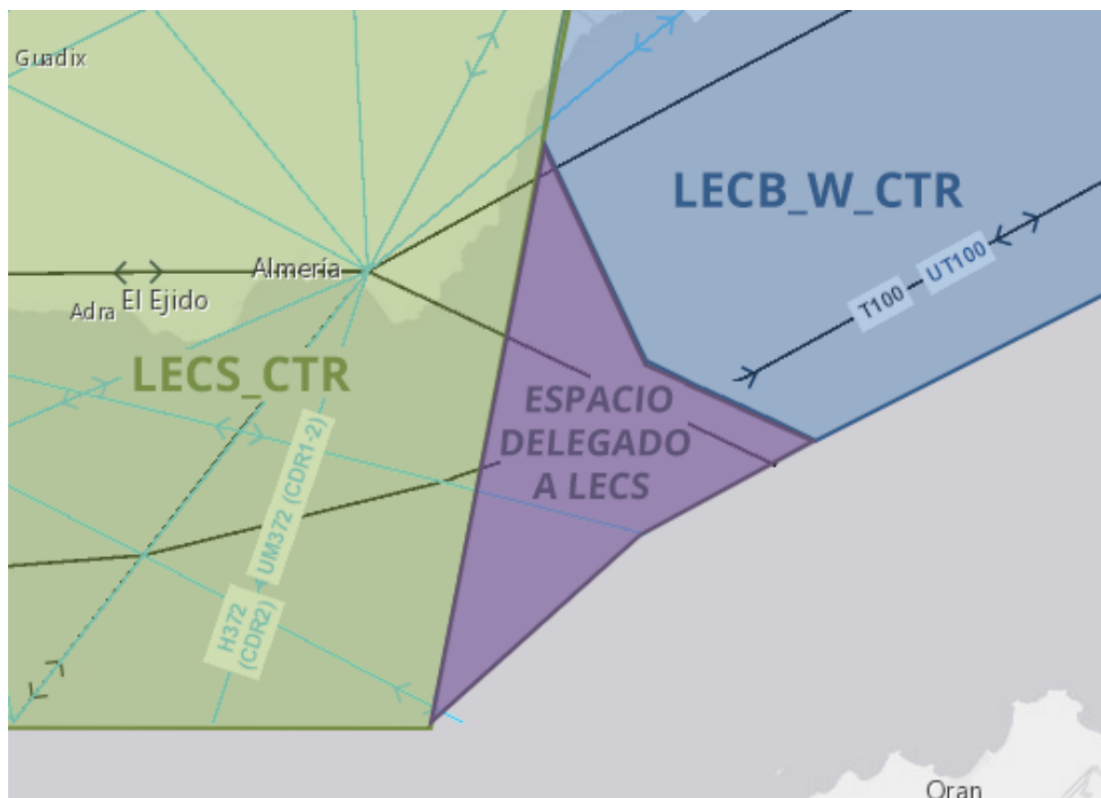 Guadix
LECB_W_CTR
Almería
El Ejido
Adra
T100
UT100
LECS_CTR
ESPACIO
DELEGADO
A LECS
UM372 (CDR1-2)
H372
(CDR2)
Oran